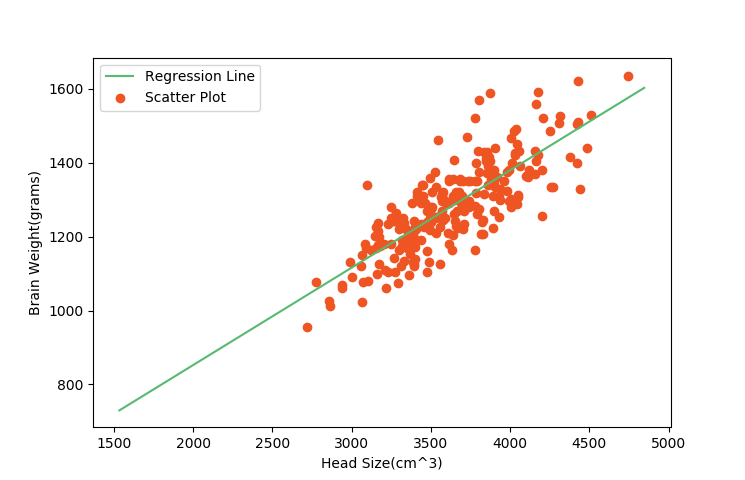 Regression Line
Scatter Plot
1600
1400
1200
1000
800
Brain Weight(grams)
1500 2000 2500 3000 3500 4000 4500 5000
Head Size(cm^3)